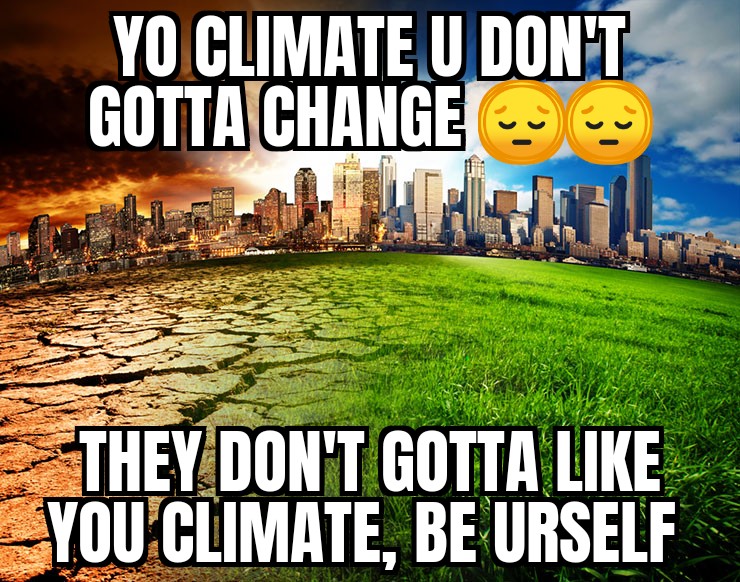 YO CLIMATE U DON'T
GOTTA CHANGE 😔😔
THEY DON'T GOTTA LIKE
YOU CLIMATE, BE URSELF